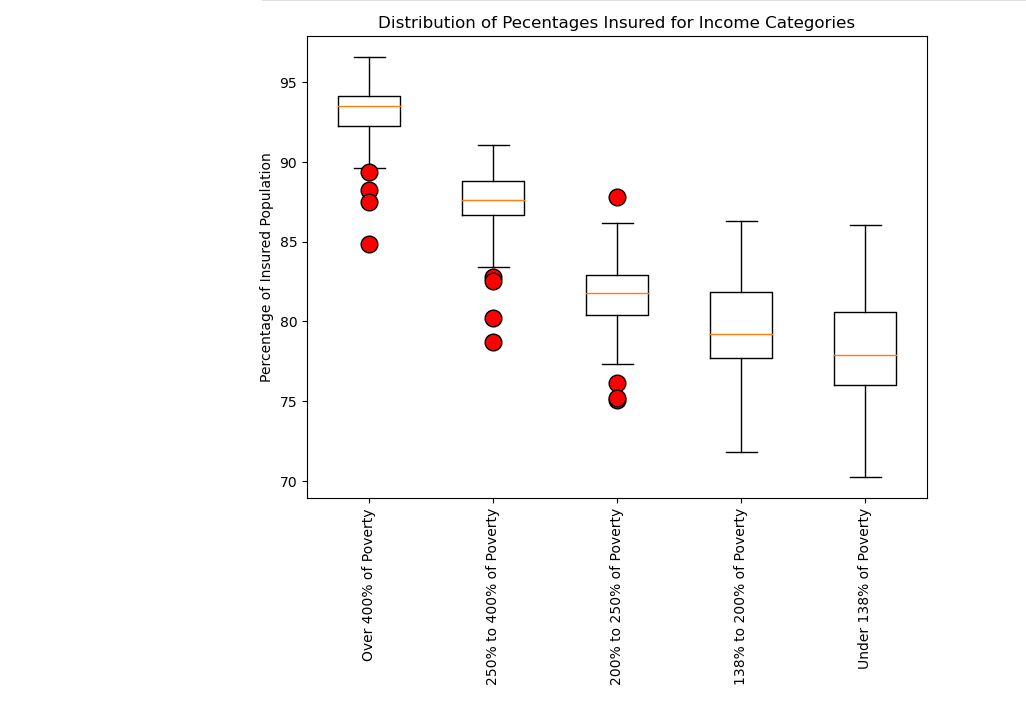 Distribution of Pecentages Insured for Income Categories
Percentage of Insured Population
95
90
85
80
75
70
Over 400% of Poverty
250% to 400% of Poverty
200% to 250% of Poverty
138% to 200% of Poverty
Under 138% of Poverty